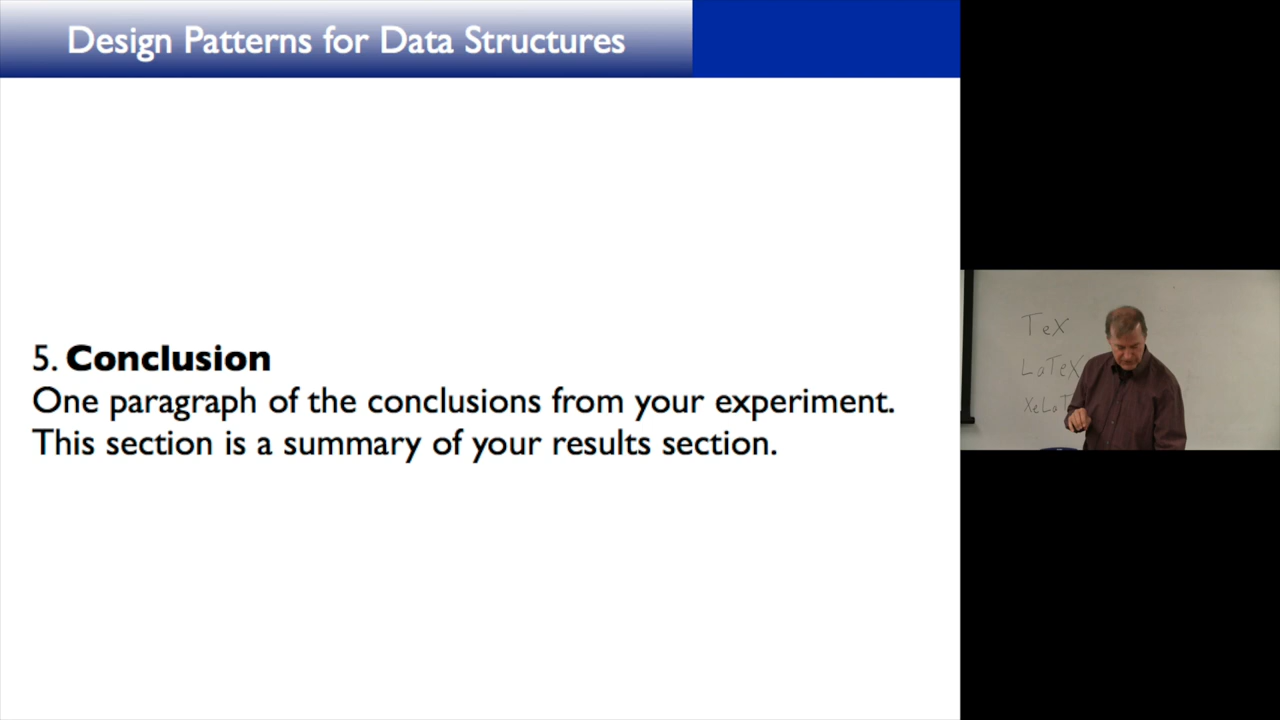 Design Patterns for Data Structures
5. Conclusion
One paragraph of the conclusions from your experiment.
This section is a summary of your results section.
TeX
LaTeX
XeLaT